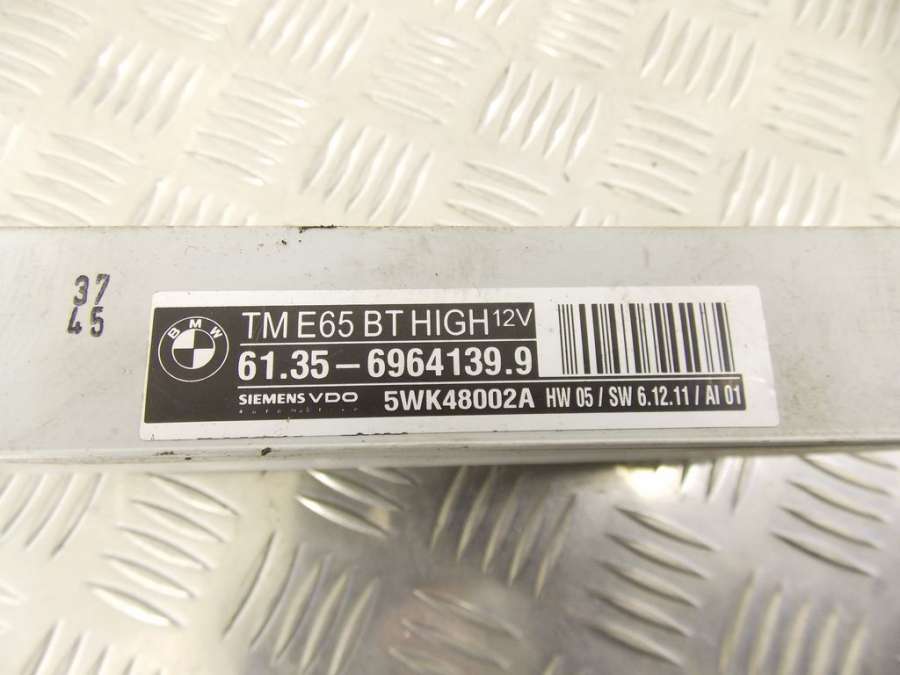 37
45
BMW
TM E65 BT HIGH 12V
61.35 – 6964139.9
SIEMENS VDO
5WK48002A HW 05 / SW 6.12.11 / AI 01